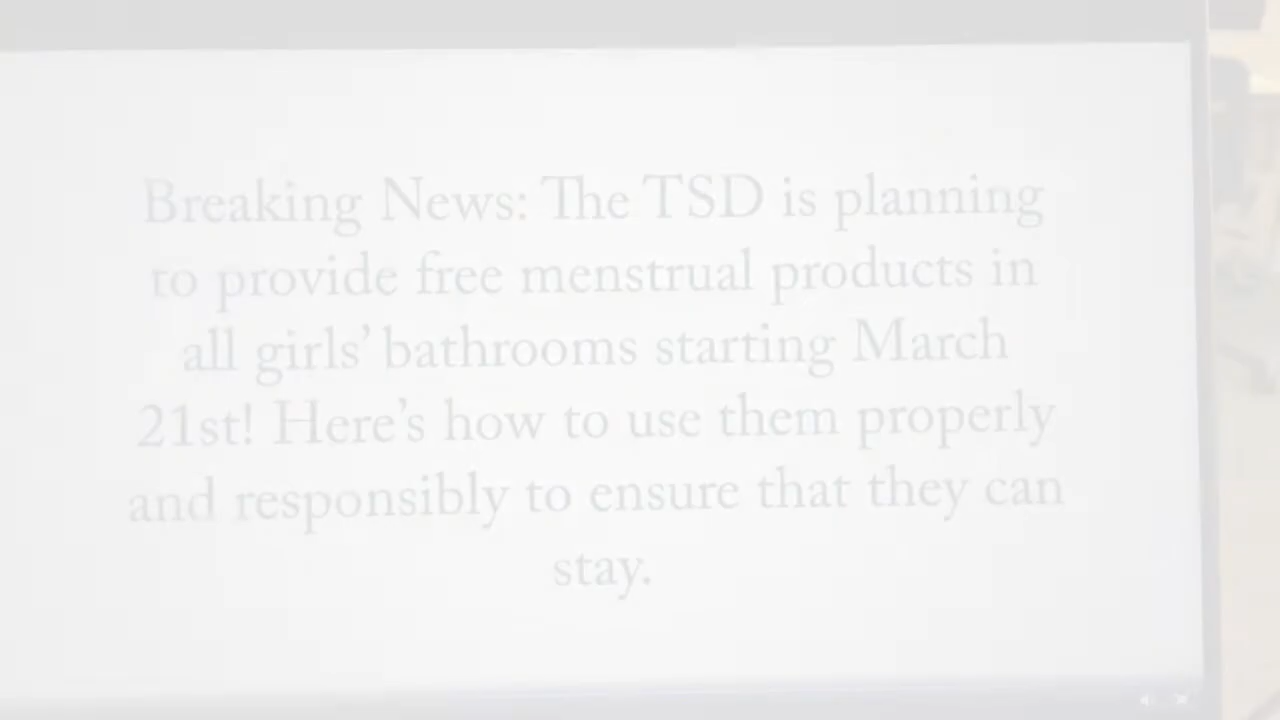 Breaking News: The TSD is planning
to provide free menstrual products in
all girls’ bathrooms starting March
21st! Here’s how to use them properly
and responsibly to ensure that they can
stay.